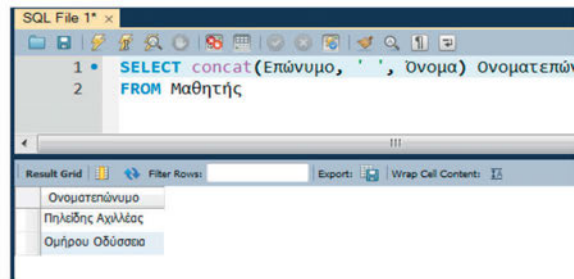 SQL File 1* ×
1 SELECT concat(Επώνυμο, ' ', Όνομα) Ονοματεπών
2 FROM Μαθητής
Result Grid Filter Rows: Export: Wrap Cell Content:
Ονοματεπώνυμο
Πηλείδης Αχιλλέας
Ομήρου Οδύσσεια